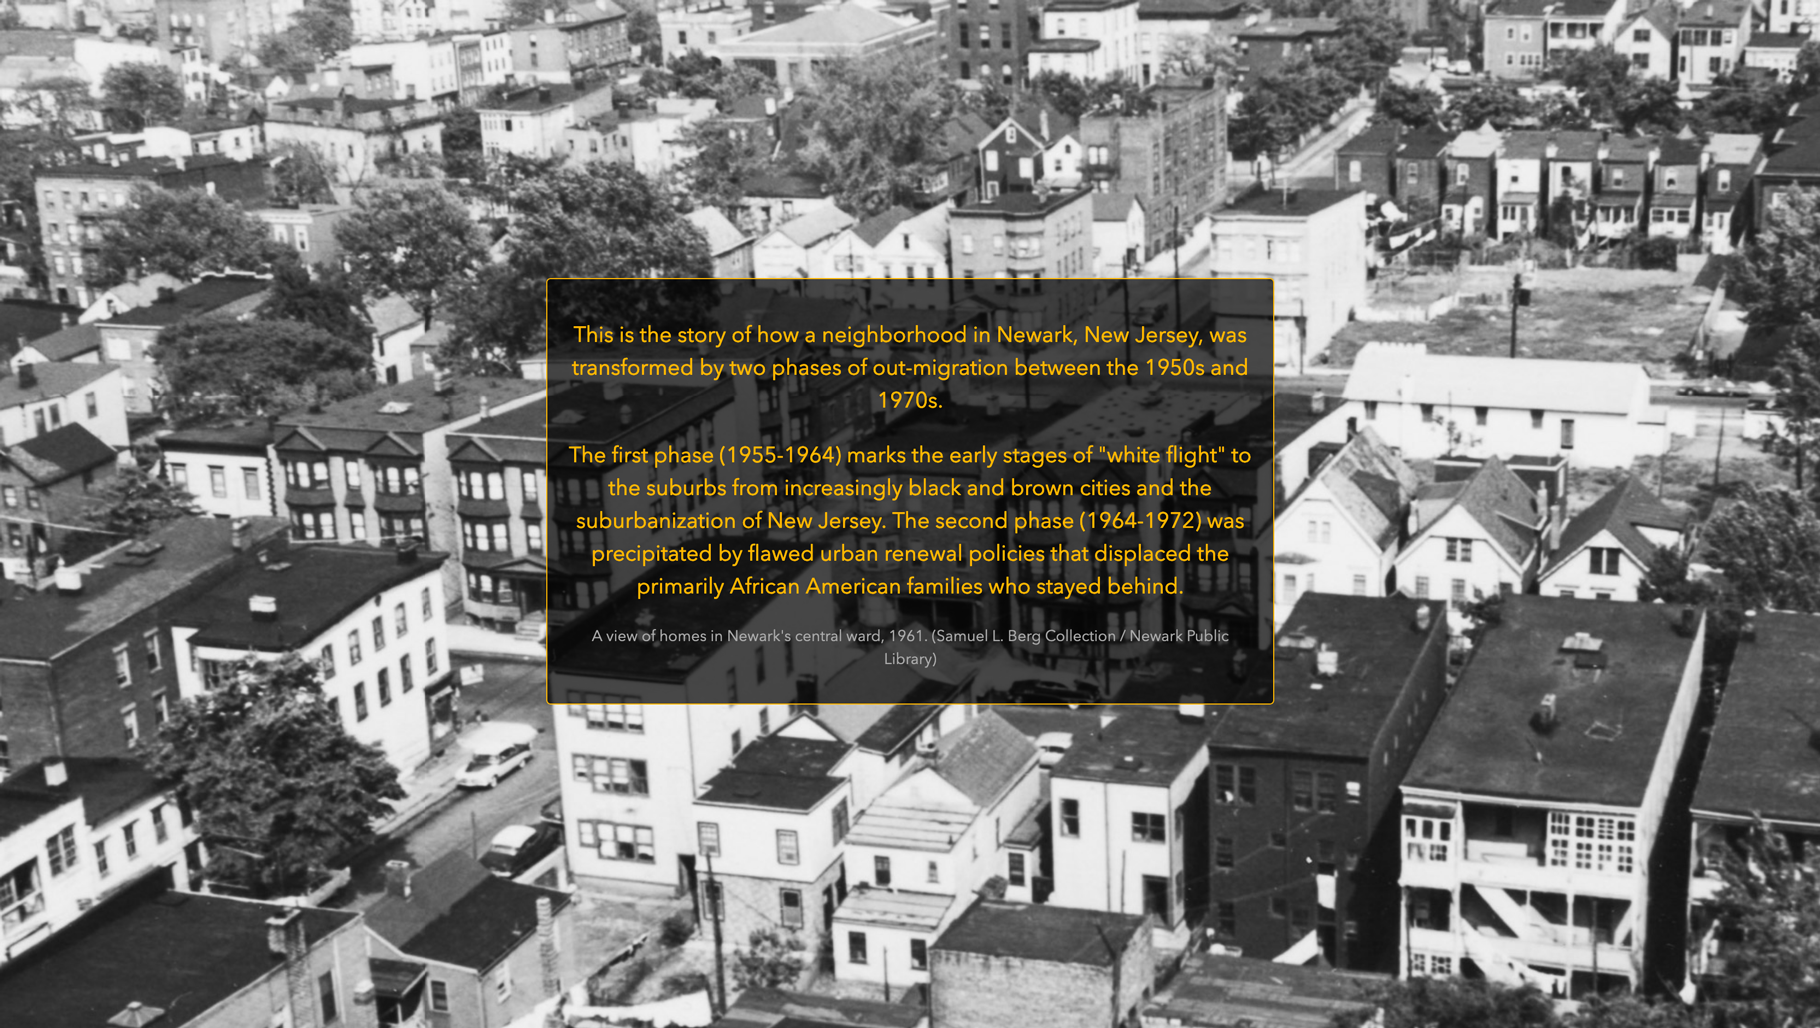 This is the story of how a neighborhood in Newark, New Jersey, was
transformed by two phases of out-migration between the 1950s and
1970s.
The first phase (1955-1964) marks the early stages of "white flight" to
the suburbs from increasingly black and brown cities and the
suburbanization of New Jersey. The second phase (1964-1972) was
precipitated by flawed urban renewal policies that displaced the
primarily African American families who stayed behind.
A view of homes in Newark's central ward, 1961. (Samuel L. Berg Collection / Newark Public
Library)